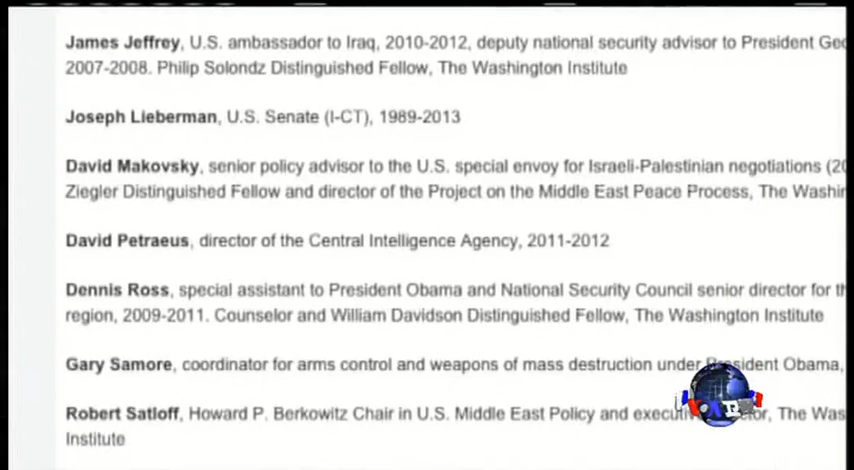 James Jeffrey, U.S. ambassador to Iraq, 2010-2012, deputy national security advisor to President
2007-2008. Philip Solondz Distinguished Fellow, The Washington Institute
Joseph Lieberman, U.S. Senate (I-CT), 1989-2013
David Makovsky, senior policy advisor to the U.S. special envoy for Israeli-Palestinian negotiations
Ziegler Distinguished Fellow and director of the Project on the Middle East Peace Process, The
David Petraeus, director of the Central Intelligence Agency, 2011-2012
Dennis Ross, special assistant to President Obama and National Security Council senior director for
region, 2009-2011. Counselor and William Davidson Distinguished Fellow, The Washington Institute
Gary Samore, coordinator for arms control and weapons of mass destruction under President Obama,
Robert Satloff, Howard P. Berkowitz Chair in U.S. Middle East Policy and The
Institute